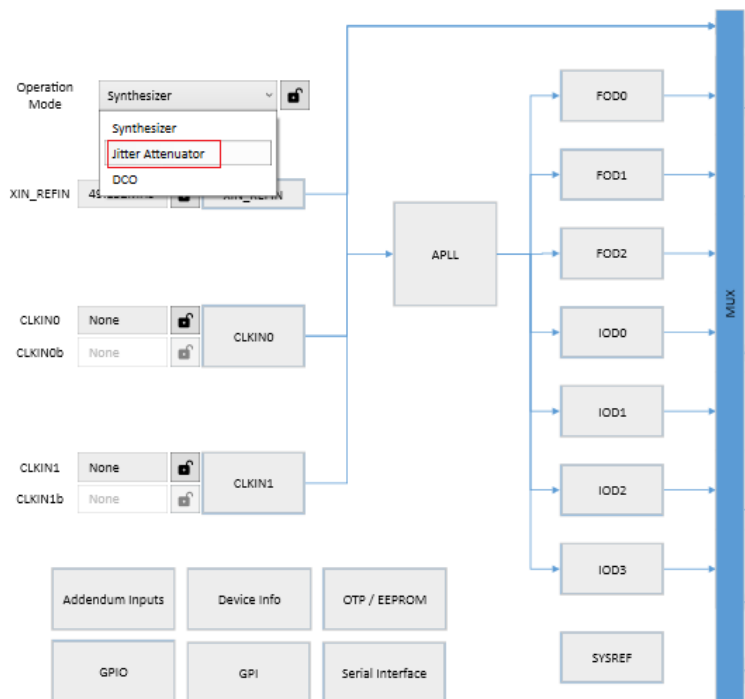 Operation
Mode
Synthesizer
Synthesizer
Jitter Attenuator
DCO
XIN_REFIN
CLKIN0
None
CLKIN0b
None
CLKIN0
CLKIN1
None
CLKIN1b
None
CLKIN1
APLL
FOD0
FOD1
FOD2
IOD0
IOD1
IOD2
IOD3
SYSREF
MUX
Addendum Inputs
Device Info
OTP / EEPROM
GPIO
GPI
Serial Interface